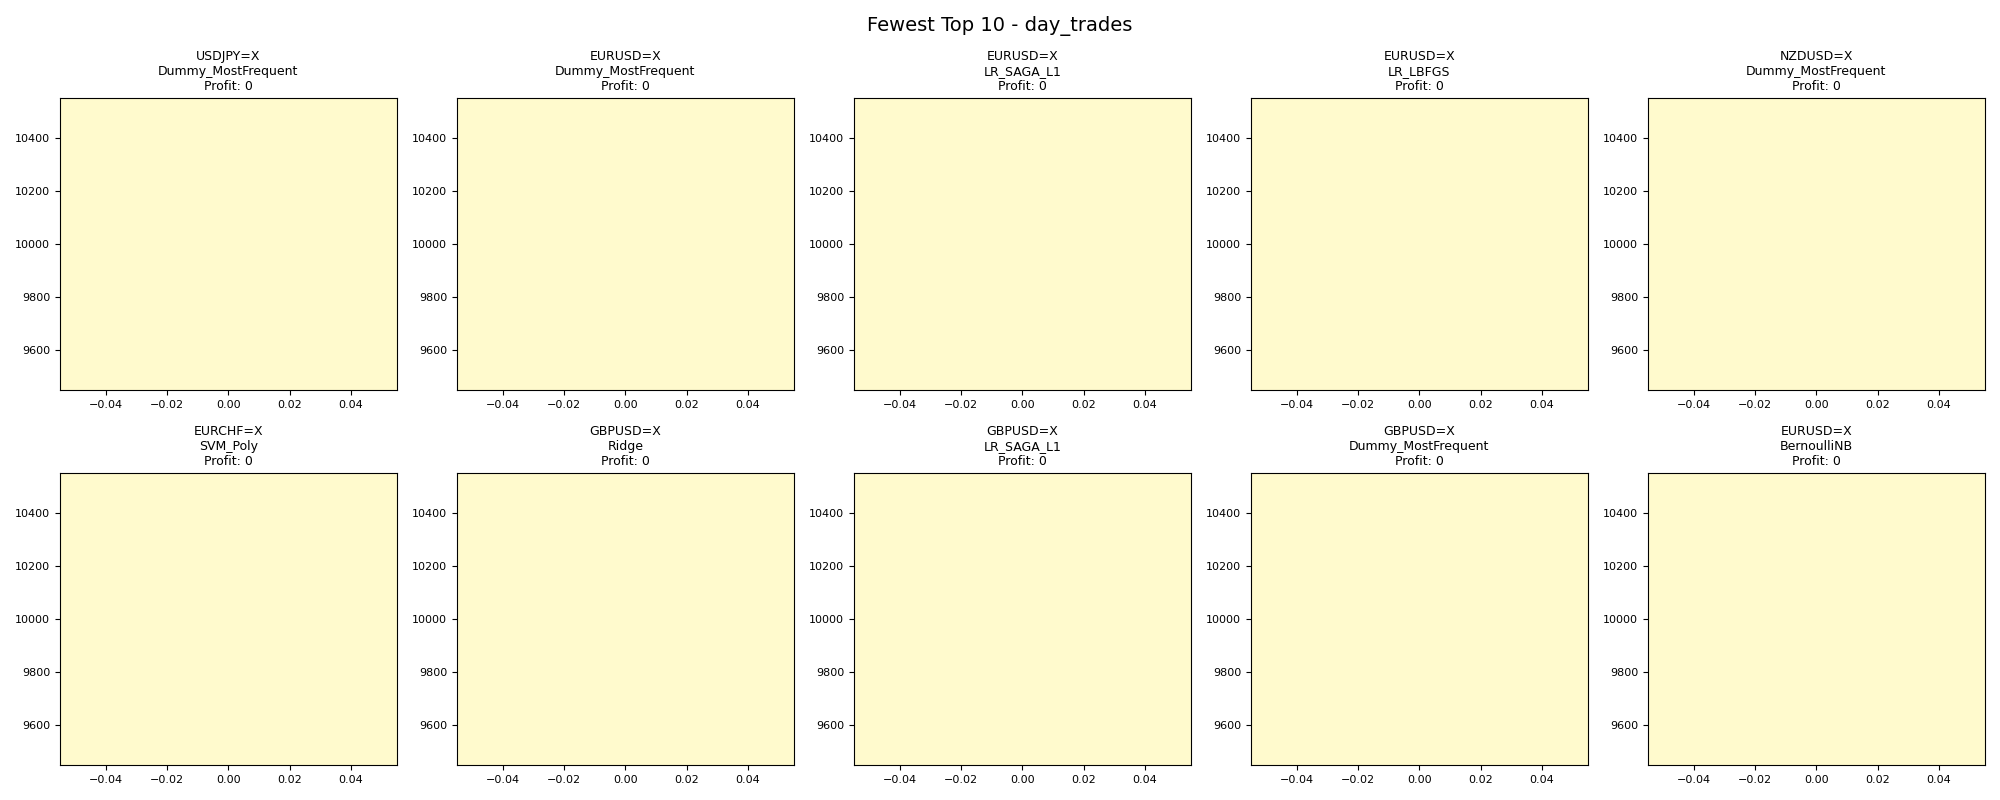 Fewest Top 10 - day_trades
USDJPY=X
Dummy_MostFrequent
Profit: 0
10400
10200
10000
9800
9600
−0.04 −0.02 0.00 0.02 0.04
EURUSD=X
Dummy_MostFrequent
Profit: 0
10400
10200
10000
9800
9600
−0.04 −0.02 0.00 0.02 0.04
EURUSD=X
LR_SAGA_L1
Profit: 0
10400
10200
10000
9800
9600
−0.04 −0.02 0.00 0.02 0.04
EURUSD=X
LR_LBFGS
Profit: 0
10400
10200
10000
9800
9600
−0.04 −0.02 0.00 0.02 0.04
NZDUSD=X
Dummy_MostFrequent
Profit: 0
10400
10200
10000
9800
9600
−0.04 −0.02 0.00 0.02 0.04
EURCHF=X
SVM_Poly
Profit: 0
10400
10200
10000
9800
9600
−0.04 −0.02 0.00 0.02 0.04
GBPUSD=X
Ridge
Profit: 0
10400
10200
10000
9800
9600
−0.04 −0.02 0.00 0.02 0.04
GBPUSD=X
LR_SAGA_L1
Profit: 0
10400
10200
10000
9800
9600
−0.04 −0.02 0.00 0.02 0.04
GBPUSD=X
Dummy_MostFrequent
Profit: 0
10400
10200
10000
9800
9600
−0.04 −0.02 0.00 0.02 0.04
EURUSD=X
BernoulliNB
Profit: 0
10400
10200
10000
9800
9600
−0.04 −0.02 0.00 0.02 0.04